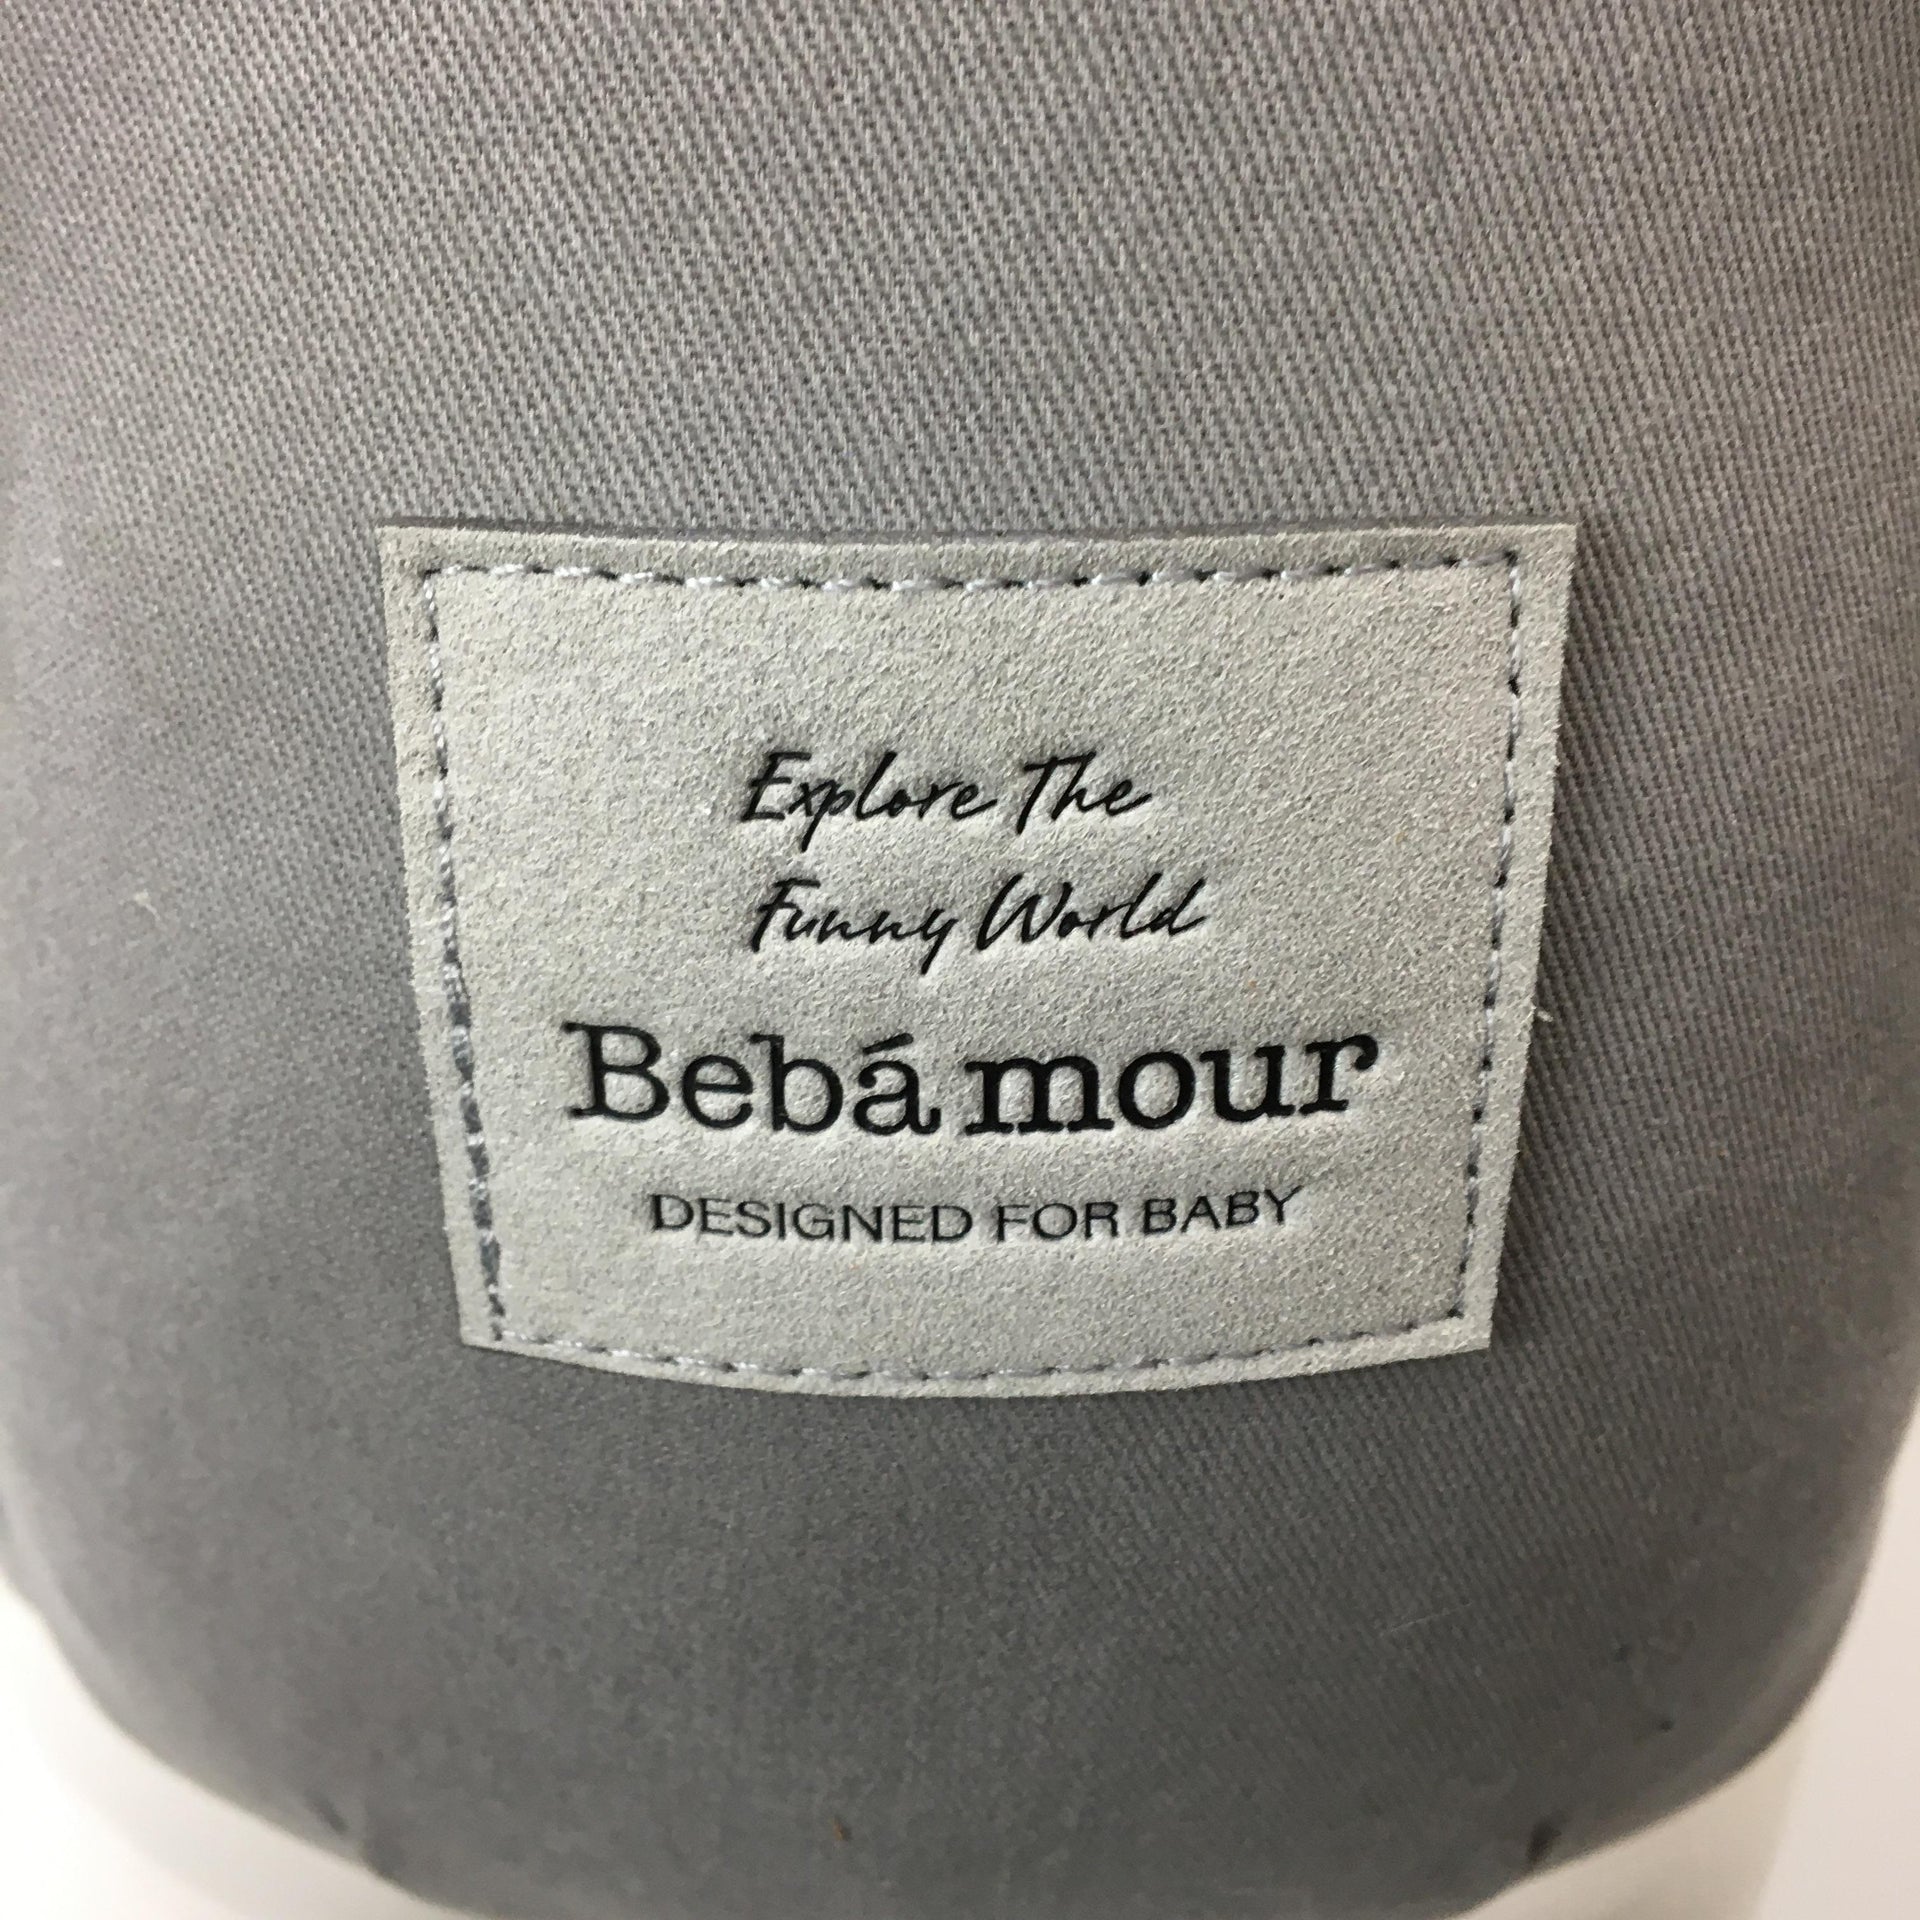 Explore The
Funny World
Bebá mour
DESIGNED FOR BABY